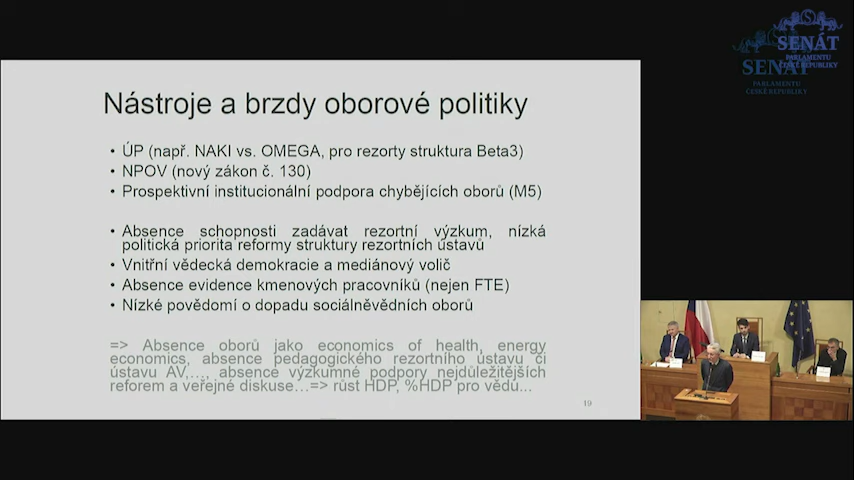 SENÁT
PARLAMENTU
ČESKÉ REPUBLIKY
SENÁT
PARLAMENTU
ČESKÉ REPUBLIKY
Nástroje a brzdy oborové politiky
• ÚP (např. NAKI vs. OMEGA, pro rezorty struktura Beta3)
• NPOV (nový zákon č. 130)
• Prospektivní institucionální podpora chybějících oborů (M5)
• Absence schopnosti zadávat rezortní výzkum, nízká
politická priorita reformy struktury rezortních ústavů
• Vnitřní vědecká demokracie a mediánový volič
• Absence evidence kmenových pracovníků (nejen FTE)
• Nízké povědomí o dopadu sociálněvědních oborů
=> Absence oborů jako economics of health, energy
economics, absence pedagogického rezortního ústavu či
ústavu AV,…, absence výzkumné podpory nejdůležitějších
reforem a veřejné diskuse…=> růst HDP, %HDP pro vědu...
19